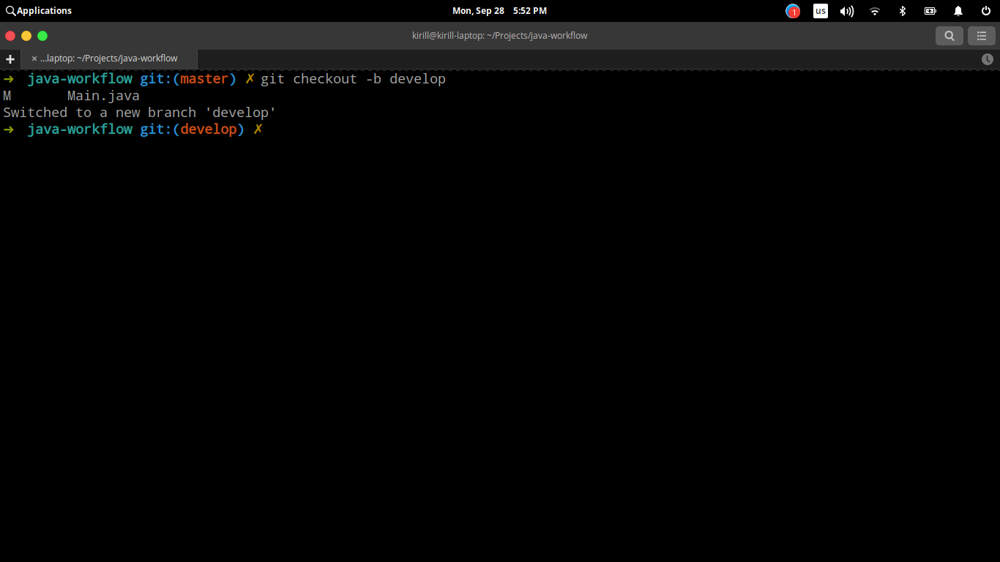 Applications
Mon, Sep 28 5:52 PM
1
us
kirill@kirill-laptop: ~/Projects/java-workflow
+
× ...laptop: ~/Projects/java-workflow
➜ java-workflow git:(master) ✗ git checkout -b develop
M Main.java
Switched to a new branch 'develop'
➜ java-workflow git:(develop) ✗